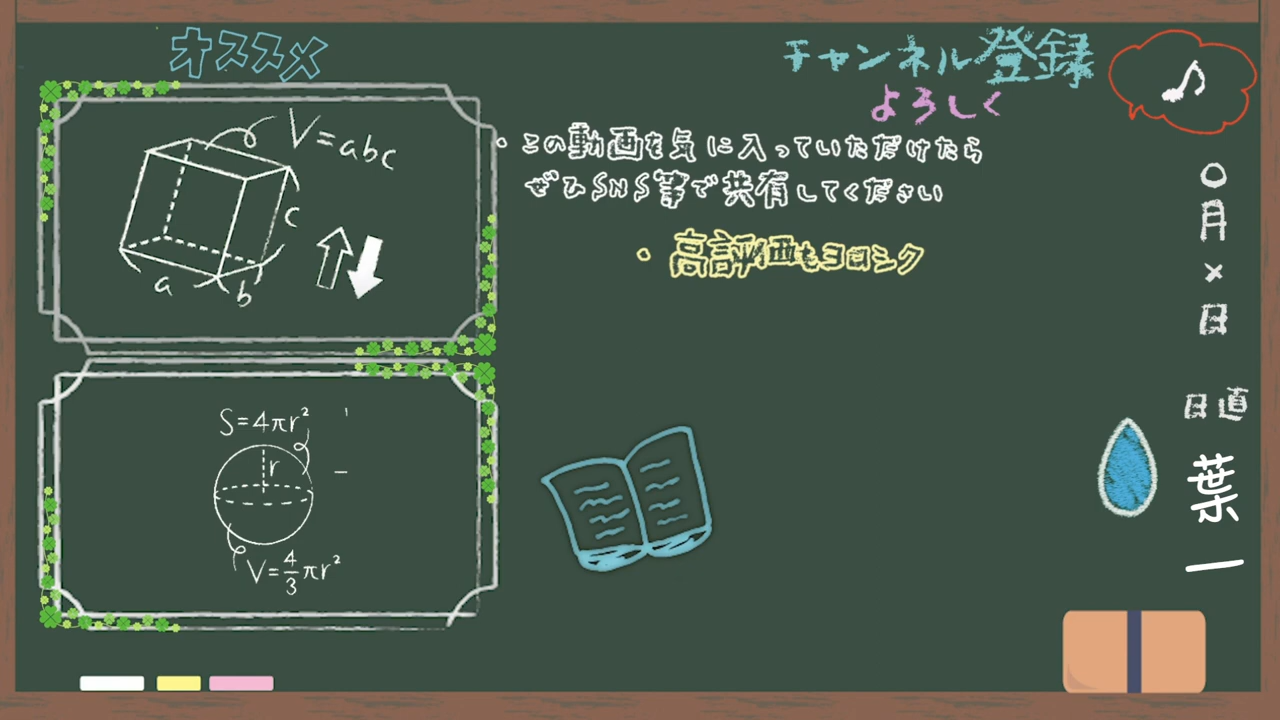 オススメ
チャンネル登録
よろしく
・この動画を気に入っていただけたら
ぜひSNS等で共有してください
・高評価もヨロシク
V=abc
c
a
b
S=4πr²
r
V=4/3πr²
〇月×日
日直
葉一